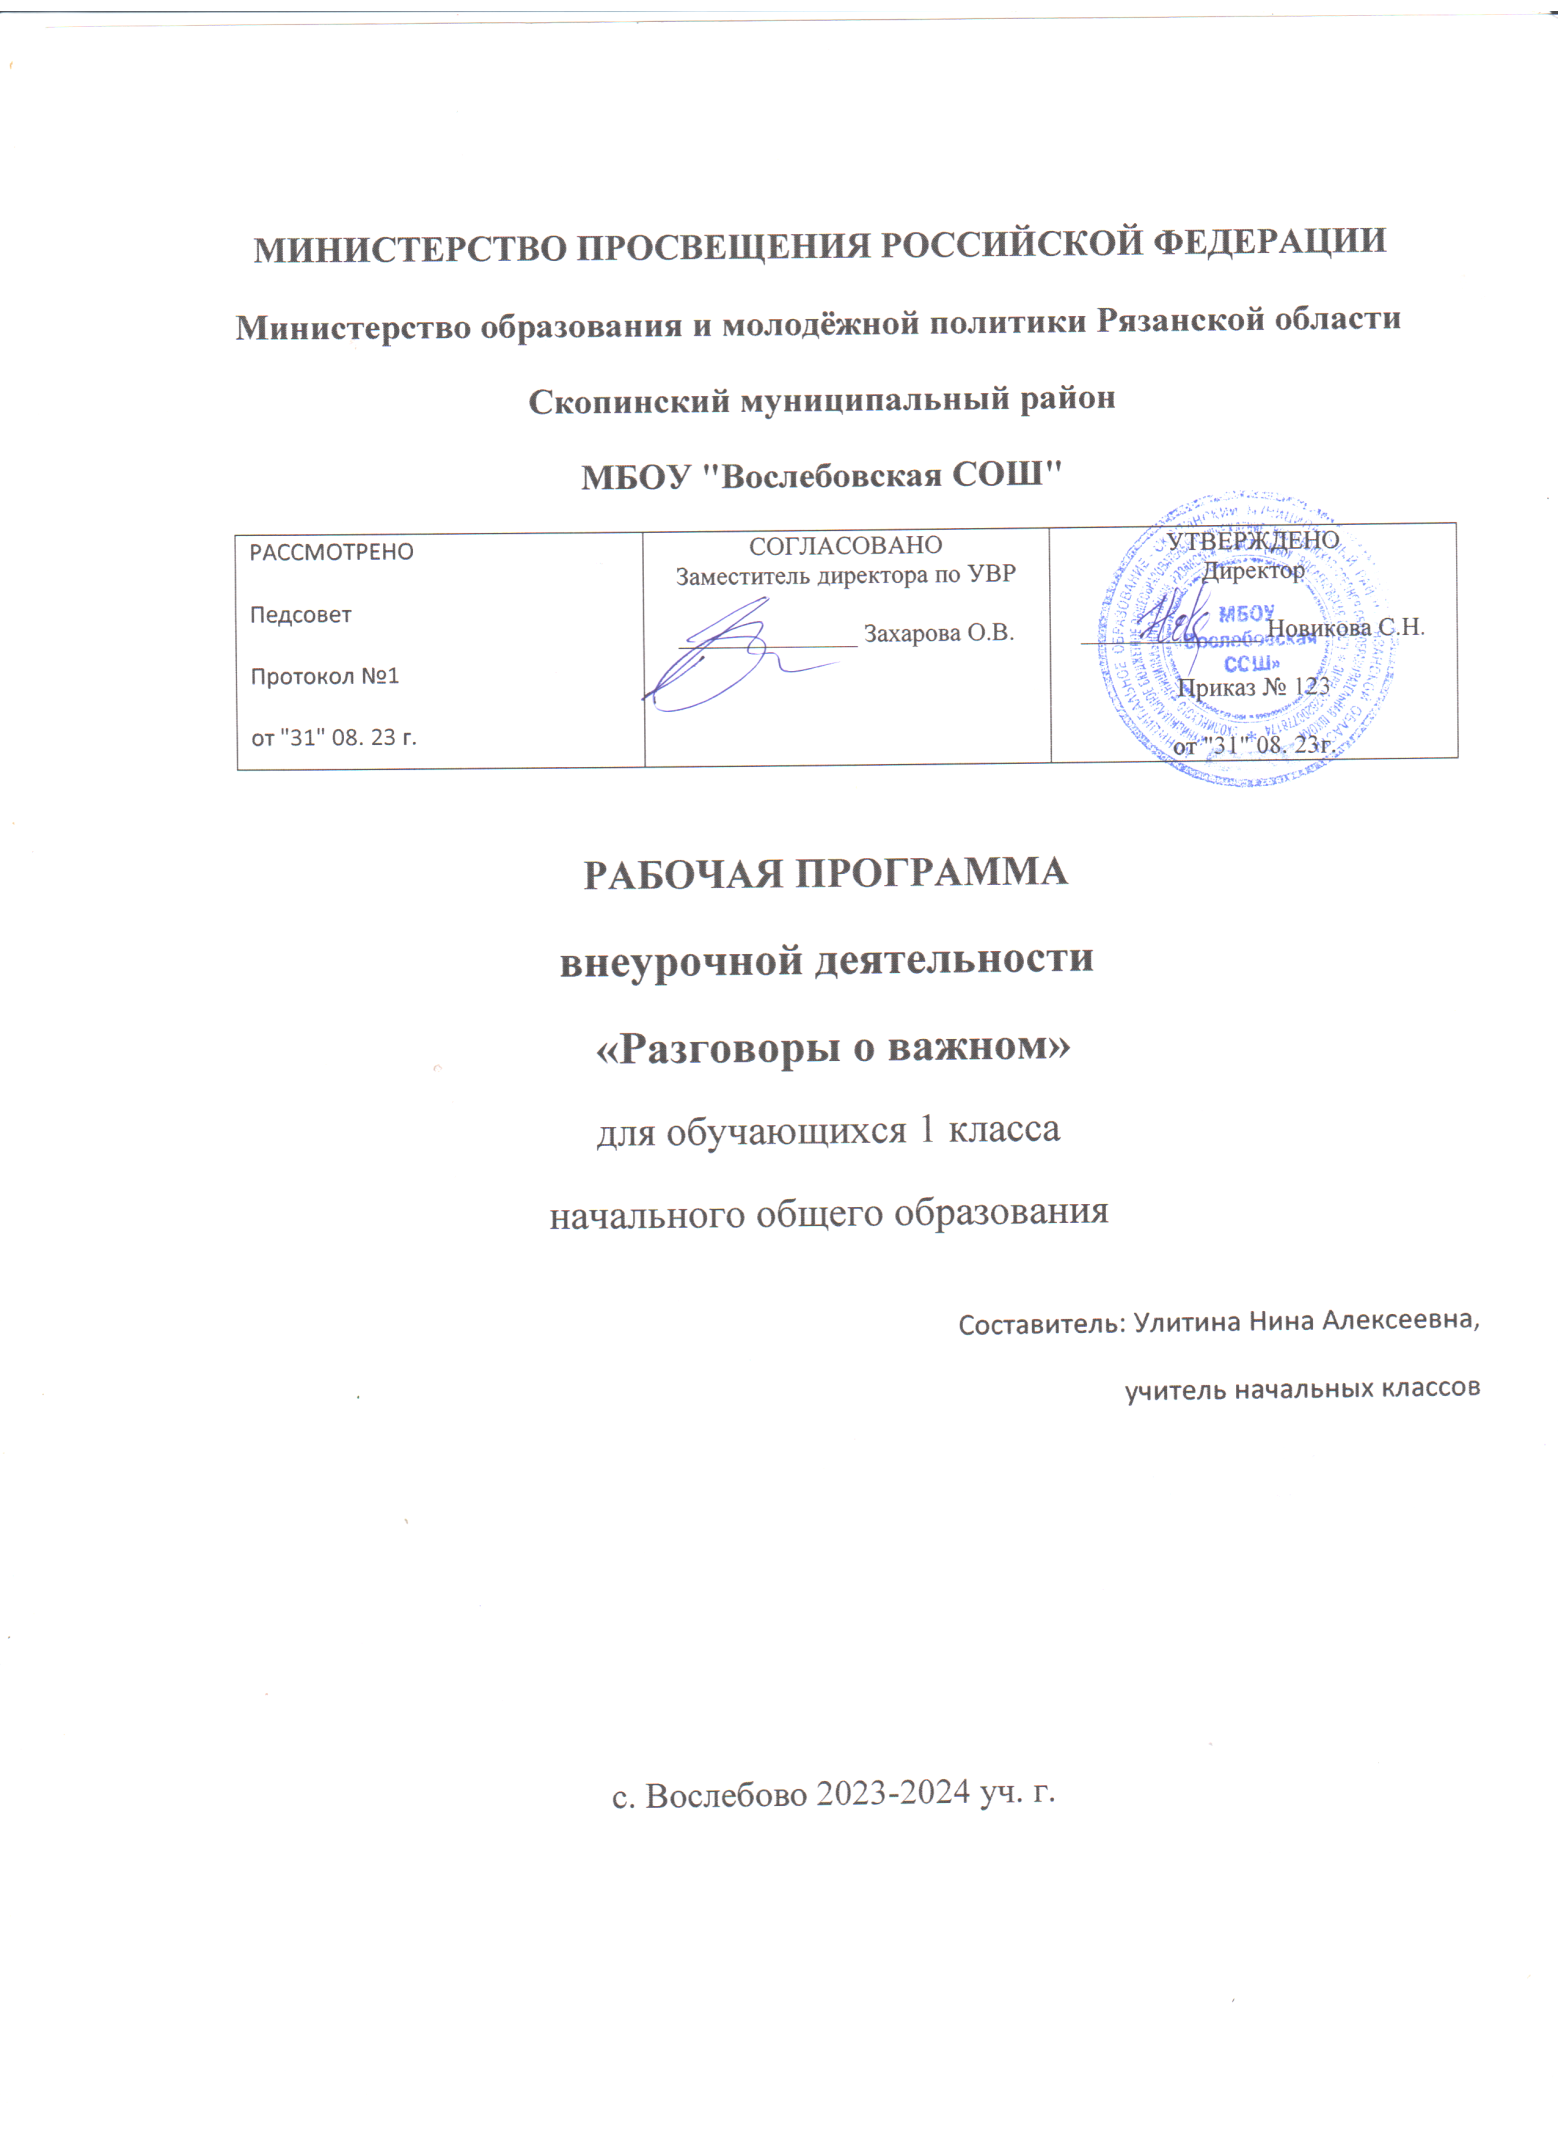 МИНИСТЕРСТВО ПРОСВЕЩЕНИЯ РОССИЙСКОЙ ФЕДЕРАЦИИ
Министерство образования и молодёжной политики Рязанской области
Скопинский муниципальный район
МБОУ "Вослебовская СОШ"
РАССМОТРЕНО
Педсовет
Протокол №1
от "31" 08. 23 г.
СОГЛАСОВАНО
Заместитель директора по УВР
Захарова О.В.
УТВЕРЖДЕНО
Директор
Новикова С.Н.
Приказ № 123
от "31" 08. 23г.
МБОУ
Вослебовская
ССШ»
РАБОЧАЯ ПРОГРАММА
внеурочной деятельности
«Разговоры о важном»
для обучающихся 1 класса
начального общего образования
Составитель: Улитина Нина Алексеевна,
учитель начальных классов
с. Вослебово 2023-2024 уч. г.